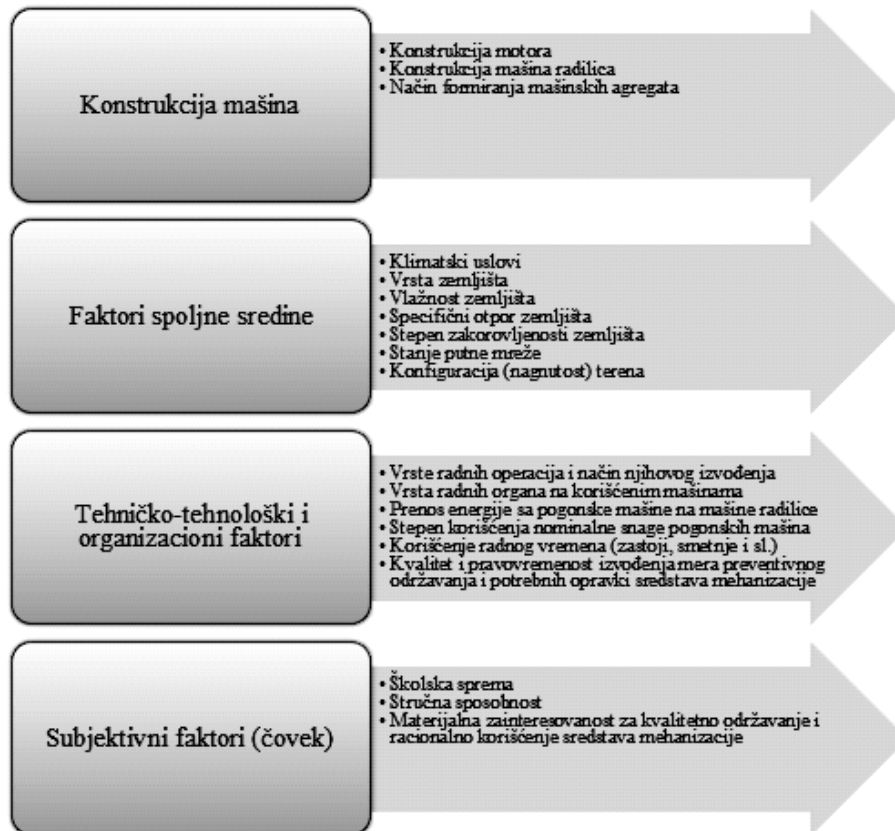 Konstrukcija mašina
• Konstrukcija motora
• Konstrukcija mašina radilica
• Način formiranja mašinskih agregata
Faktori spoljne sredine
• Klimatski uslovi
• Vrsta zemljišta
• Vlažnost zemljišta
• Specifični otpor zemljišta
• Stepen zakorovljenosti zemljišta
• Stanje putne mreže
• Konfiguracija (nagnutost) terena
Tehničko-tehnološki i
organizacioni faktori
• Vrste radnih operacija i način njihovog izvođenja
• Vrsta radnih organa na korišćenim mašinama
• Prenos energije sa pogonske mašine na mašine radilice
• Stepen korišćenja nominalne snage pogonskih mašina
• Korišćenje radnog vremena (zastoji, smetnje i sl.)
• Kvalitet i pravovremenost izvođenja mera preventivnog
održavanja i potrebnih opravki sredstava mehanizacije
Subjektivni faktori (čovek)
• Školska sprema
• Stručna sposobnost
• Materijalna zainteresovanost za kvalitetno održavanje i
racionalno korišćenje sredstava mehanizacije